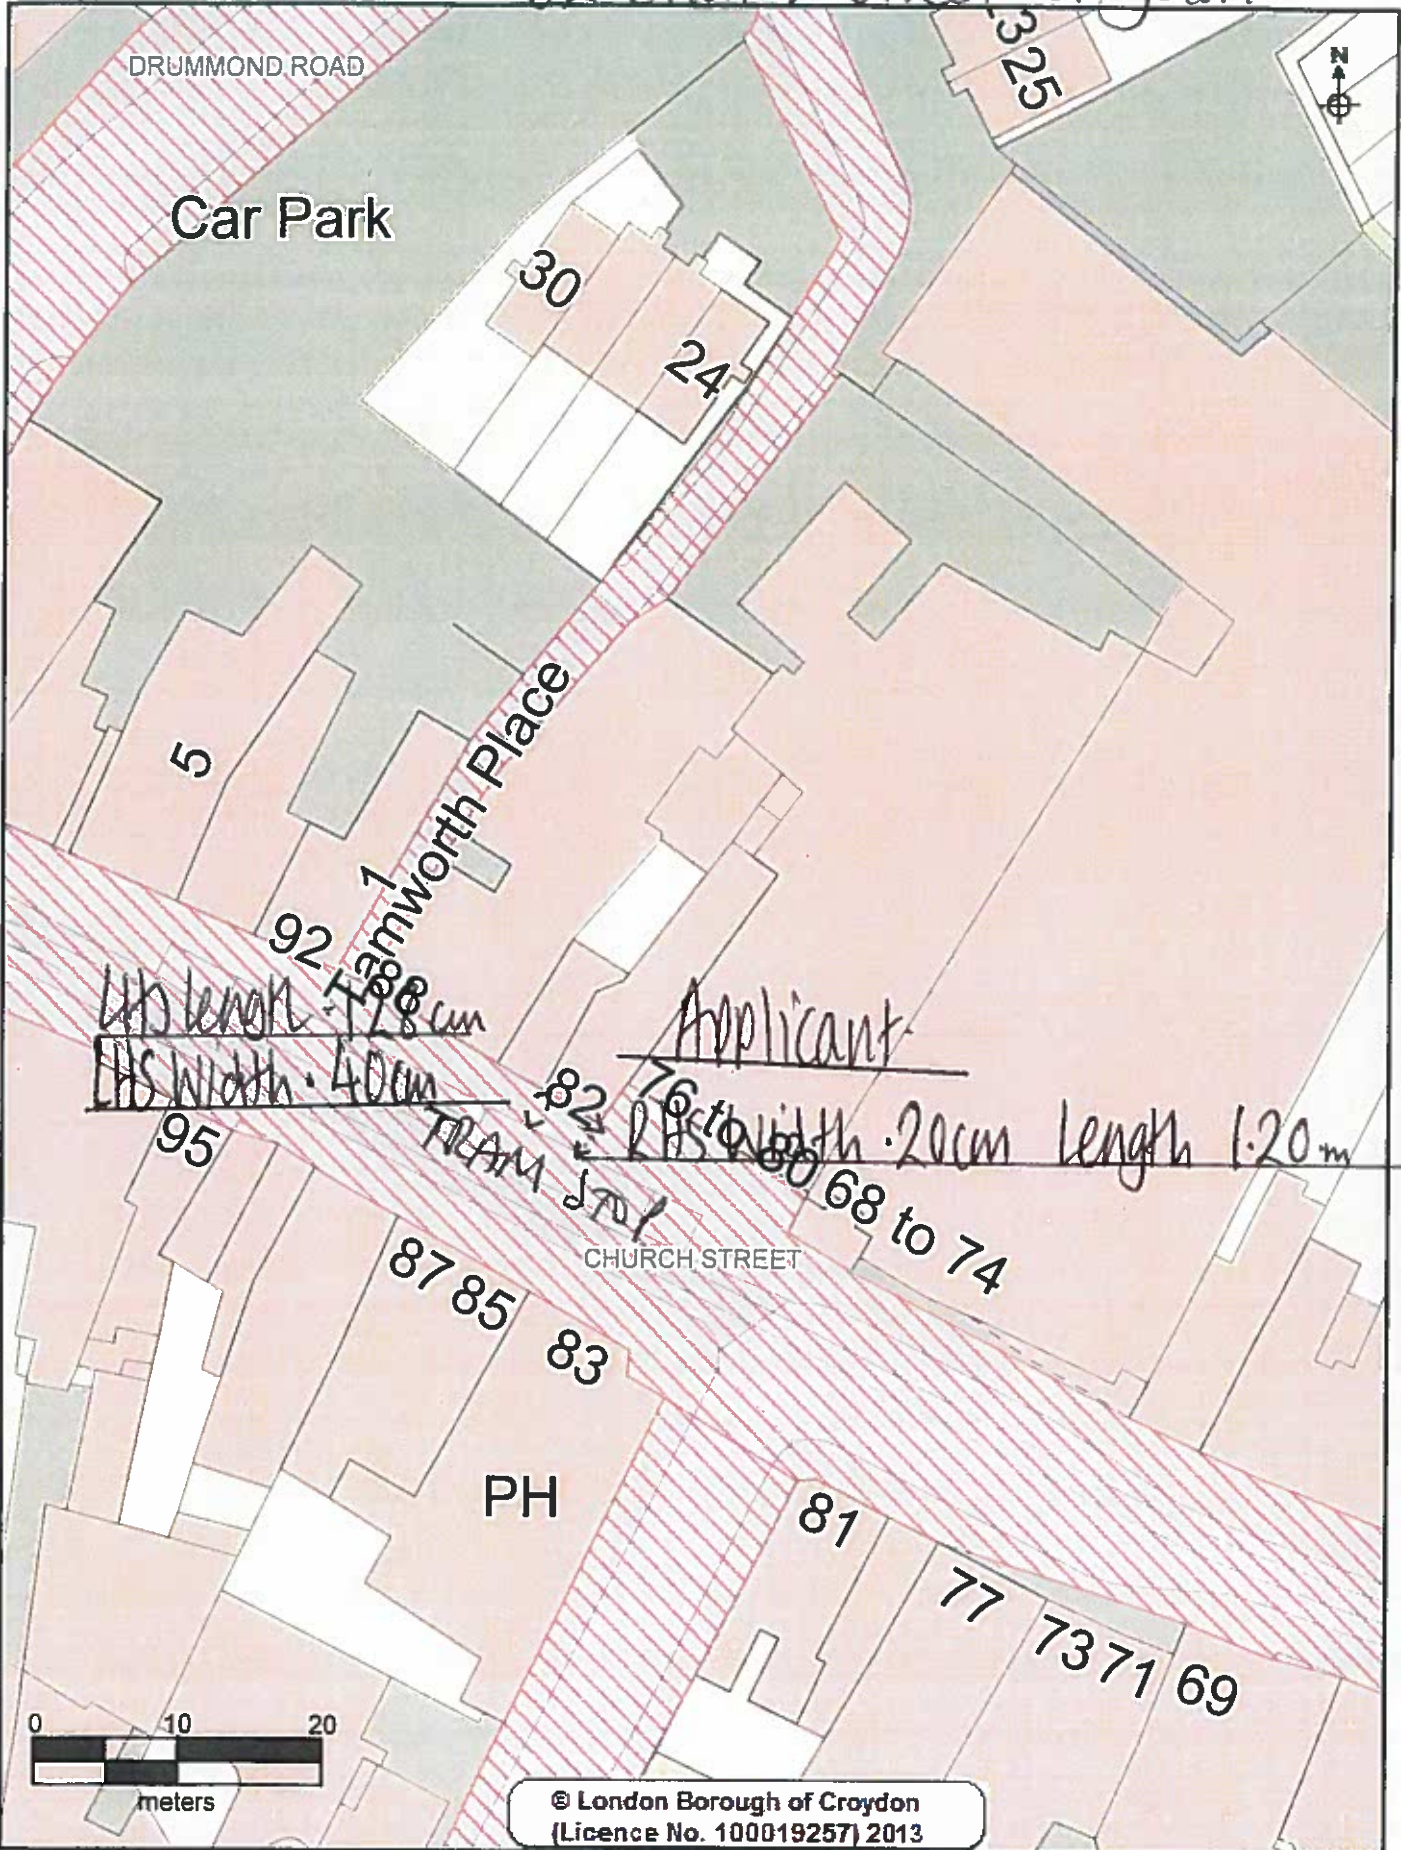 DRUMMOND ROAD
N
25
Car Park
30
24
5
Tamworth Place
1
92
88
LHS length · 128cm
Applicant.
LHS Width · 40cm
82
76 to 80
RHS Width · 20cm length 1.20m
95
TRAM STOP
68 to 74
CHURCH STREET
87
85
83
PH
81
77
73
71
69
0 10 20
meters
© London Borough of Croydon
(Licence No. 100019257) 2013